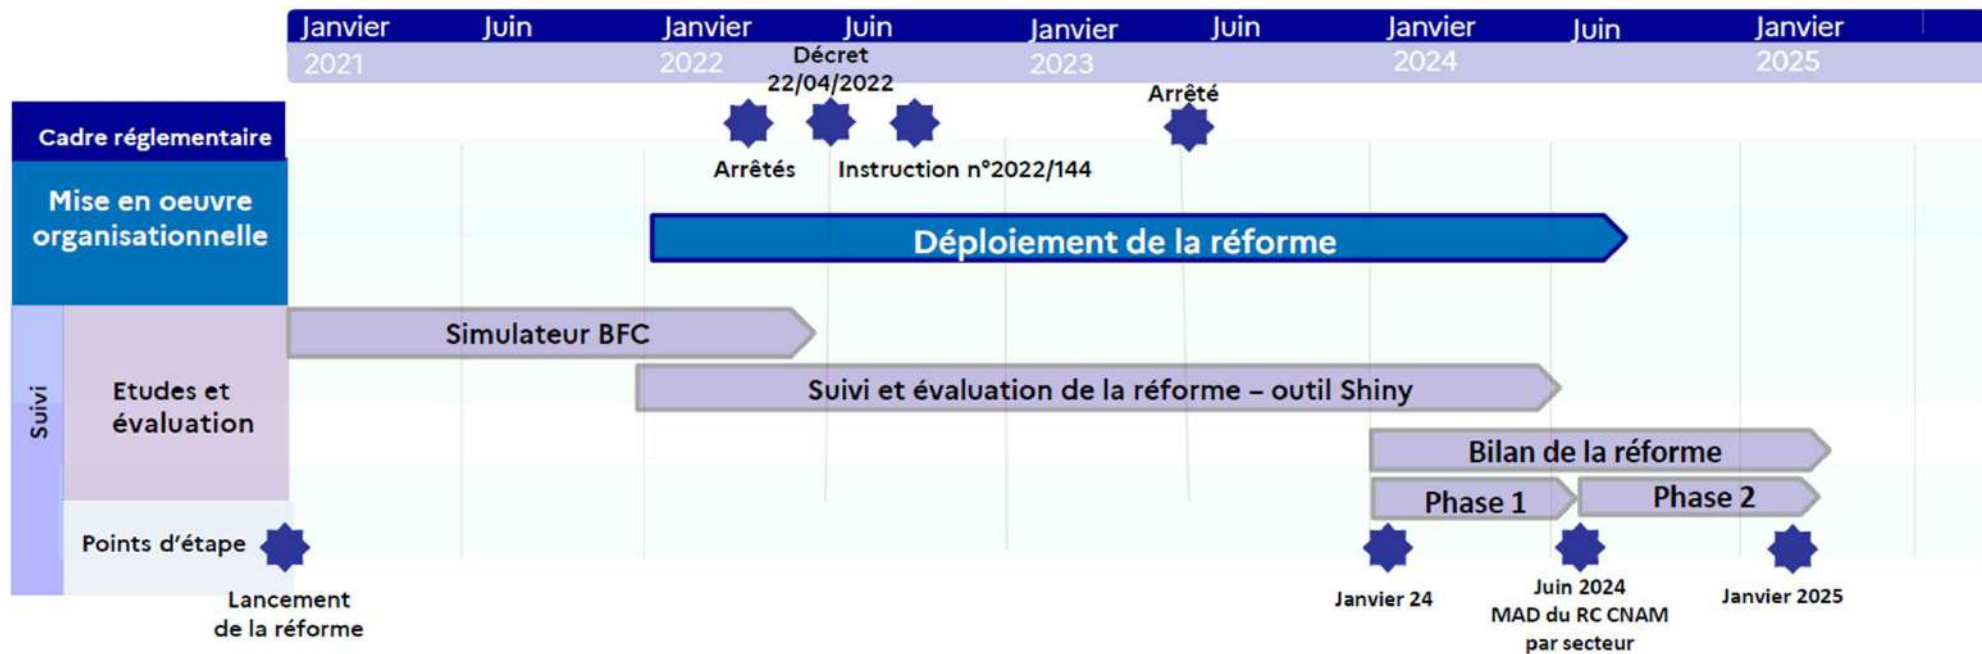 Janvier Juin Janvier Juin Janvier Juin Janvier Juin Janvier
2021 2022 2023 2024 2025
Décret
22/04/2022
Arrêté
Cadre réglementaire
Arrêtés
Instruction n°2022/144
Mise en oeuvre
organisationnelle
Déploiement de la réforme
Suivi
Etudes et
évaluation
Simulateur BFC
Suivi et évaluation de la réforme – outil Shiny
Bilan de la réforme
Phase 1
Phase 2
Points d'étape
Lancement
de la réforme
Janvier 24
Juin 2024
MAD du RC CNAM
par secteur
Janvier 2025